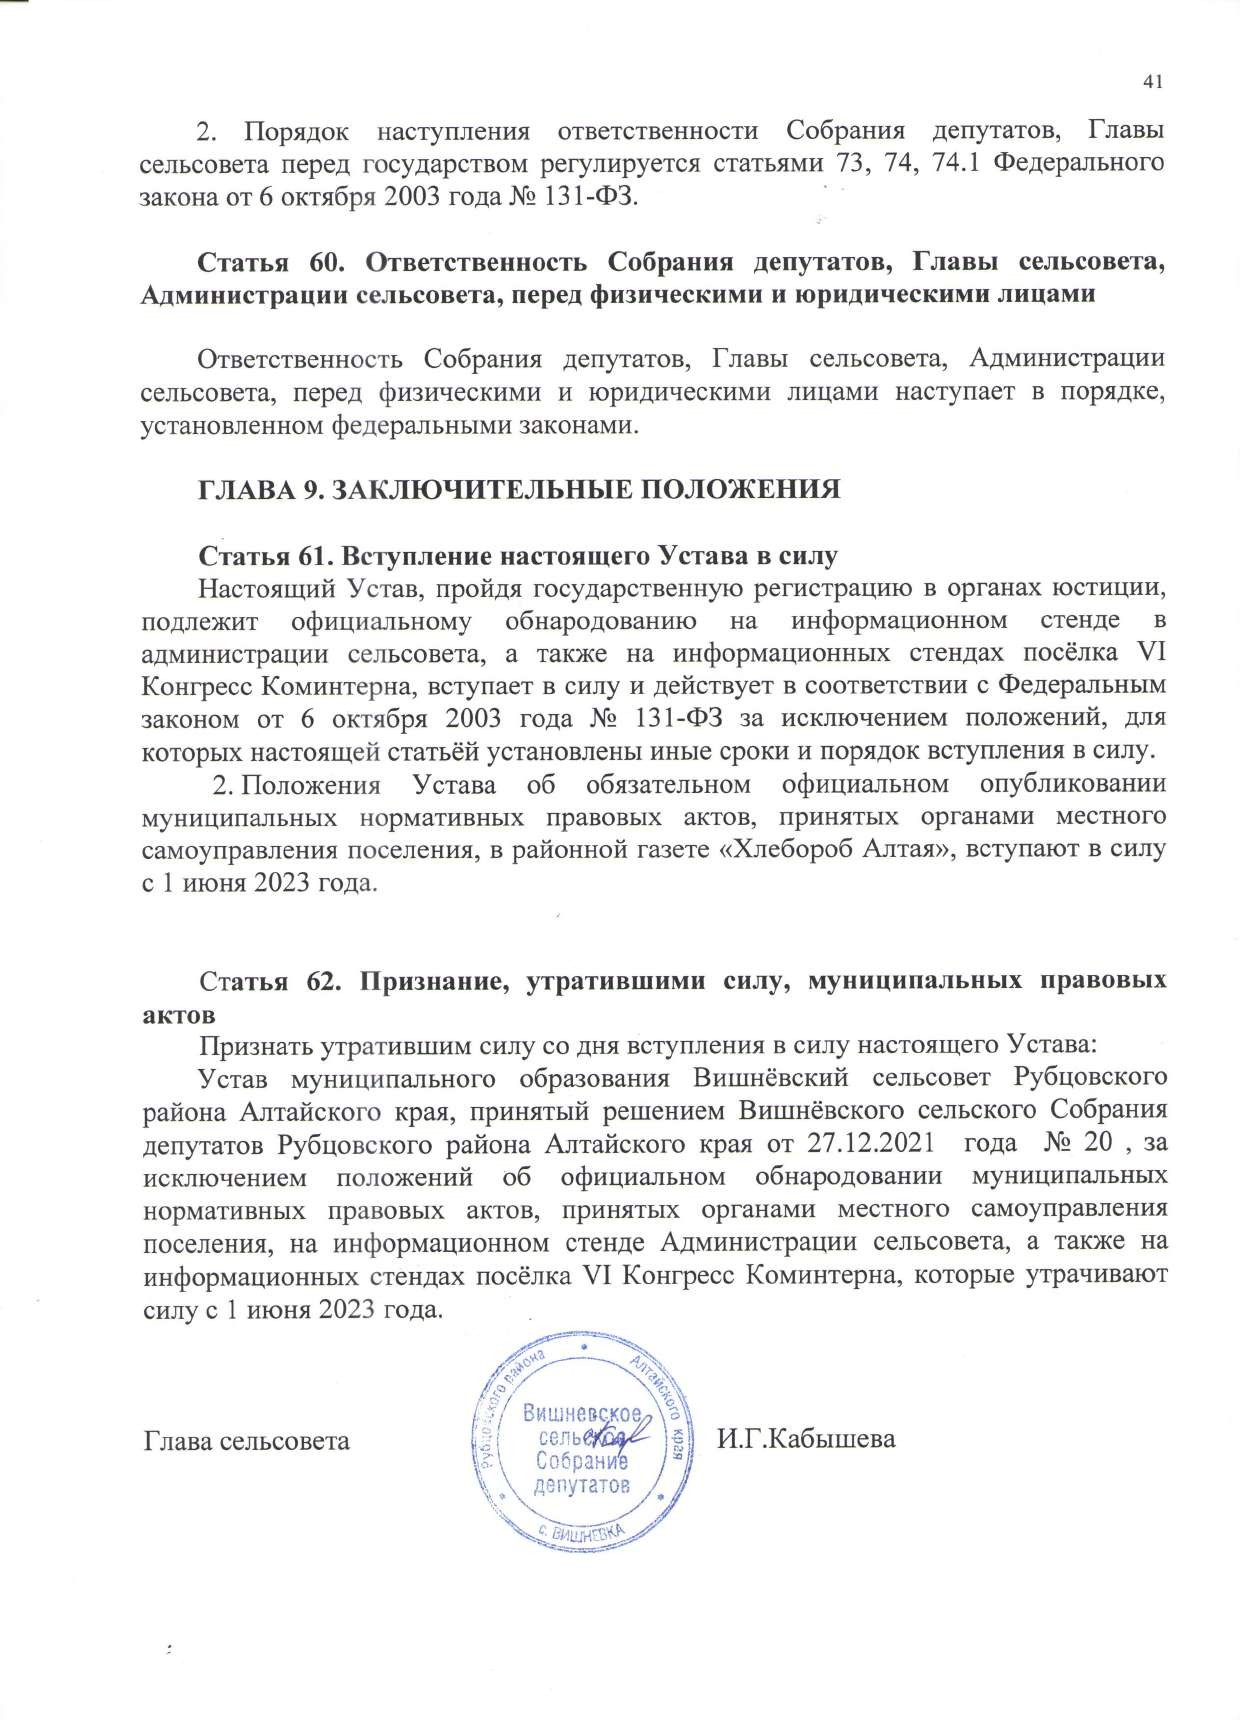 41
2. Порядок наступления ответственности Собрания депутатов, Главы
сельсовета перед государством регулируется статьями 73, 74, 74.1 Федерального
закона от 6 октября 2003 года № 131-ФЗ.
Статья 60. Ответственность Собрания депутатов, Главы сельсовета,
Администрации сельсовета, перед физическими и юридическими лицами
Ответственность Собрания депутатов, Главы сельсовета, Администрации
сельсовета, перед физическими и юридическими лицами наступает в порядке,
установленном федеральными законами.
ГЛАВА 9. ЗАКЛЮЧИТЕЛЬНЫЕ ПОЛОЖЕНИЯ
Статья 61. Вступление настоящего Устава в силу
Настоящий Устав, пройдя государственную регистрацию в органах юстиции,
подлежит официальному обнародованию на информационном стенде в
администрации сельсовета, а также на информационных стендах посёлка VI
Конгресс Коминтерна, вступает в силу и действует в соответствии с Федеральным
законом от 6 октября 2003 года № 131-ФЗ за исключением положений, для
которых настоящей статьёй установлены иные сроки и порядок вступления в силу.
2. Положения Устава об обязательном официальном опубликовании
муниципальных нормативных правовых актов, принятых органами местного
самоуправления поселения, в районной газете «Хлебороб Алтая», вступают в силу
с 1 июня 2023 года.
Статья 62. Признание, утратившими силу, муниципальных правовых
актов
Признать утратившим силу со дня вступления в силу настоящего Устава:
Устав муниципального образования Вишнёвский сельсовет Рубцовского
района Алтайского края, принятый решением Вишнёвского сельского Собрания
депутатов Рубцовского района Алтайского края от 27.12.2021 года № 20 , за
исключением положений об официальном обнародовании муниципальных
нормативных правовых актов, принятых органами местного самоуправления
поселения, на информационном стенде Администрации сельсовета, а также на
информационных стендах посёлка VI Конгресс Коминтерна, которые утрачивают
силу с 1 июня 2023 года.
Глава сельсовета
И.Г.Кабышева
Рубцовского района
Алтайского края
Вишневское
сельское
Собрание
депутатов
с. ВИШНЕВКА